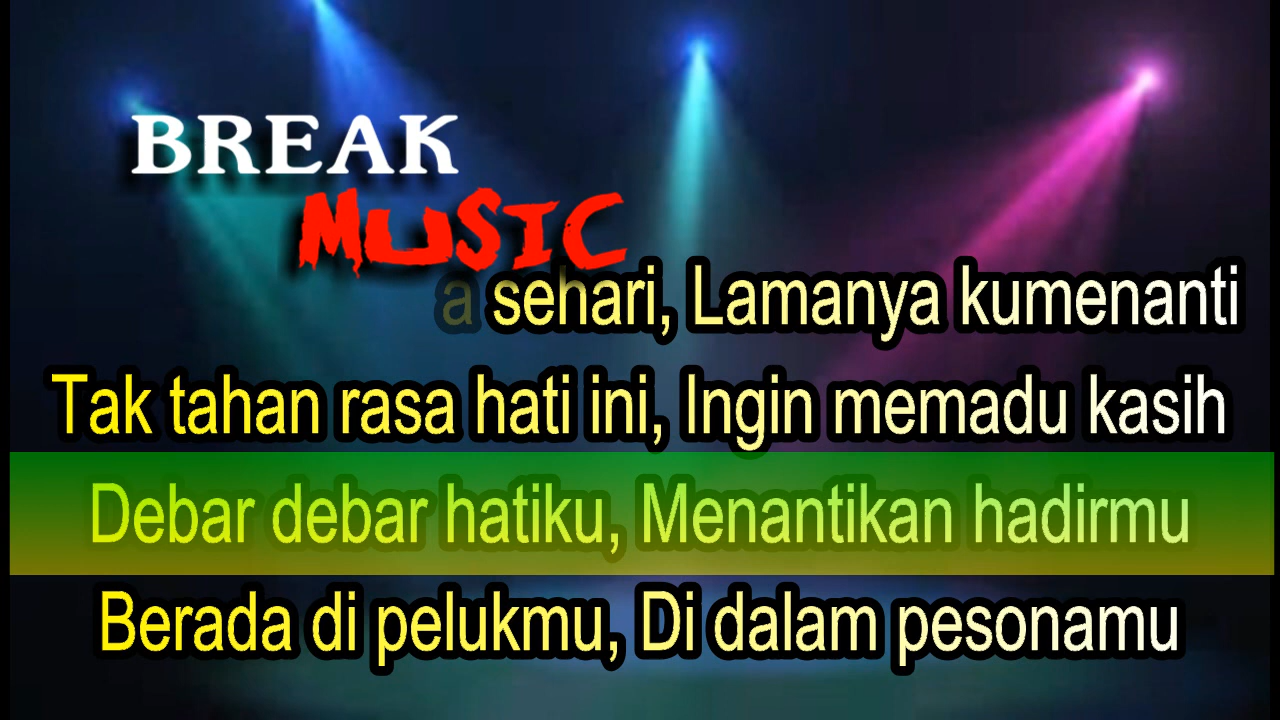 BREAK
MUSIC
a sehari, Lamanya kumenanti
Tak tahan rasa hati ini, Ingin memadu kasih
Debar debar hatiku, Menantikan hadirmu
Berada di pelukmu, Di dalam pesonamu